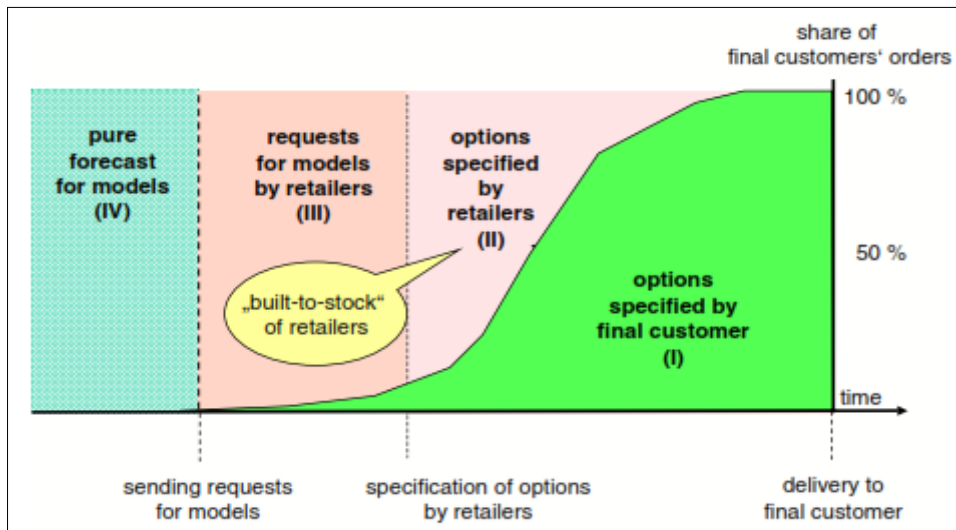 share of
final customers‘ orders
100 %
pure
forecast
for models
(IV)
requests
for models
by retailers
(III)
options
specified
by
retailers
(II)
50 %
„built-to-stock“
of retailers
options
specified by
final customer
(I)
time
sending requests
for models
specification of options
by retailers
delivery to
final customer